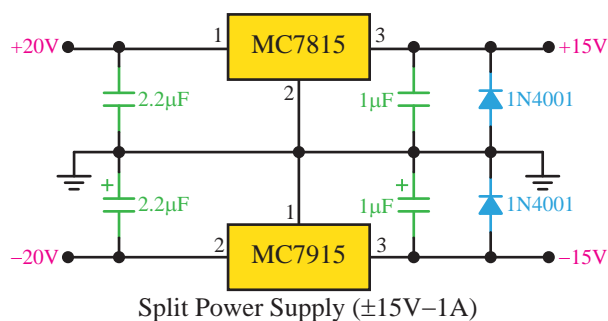 +20V 1 MC7815 3 +15V
2.2μF 2 1μF 1N4001
+ +
2.2μF 1 1μF 1N4001
−20V 2 MC7915 3 −15V
Split Power Supply (±15V−1A)